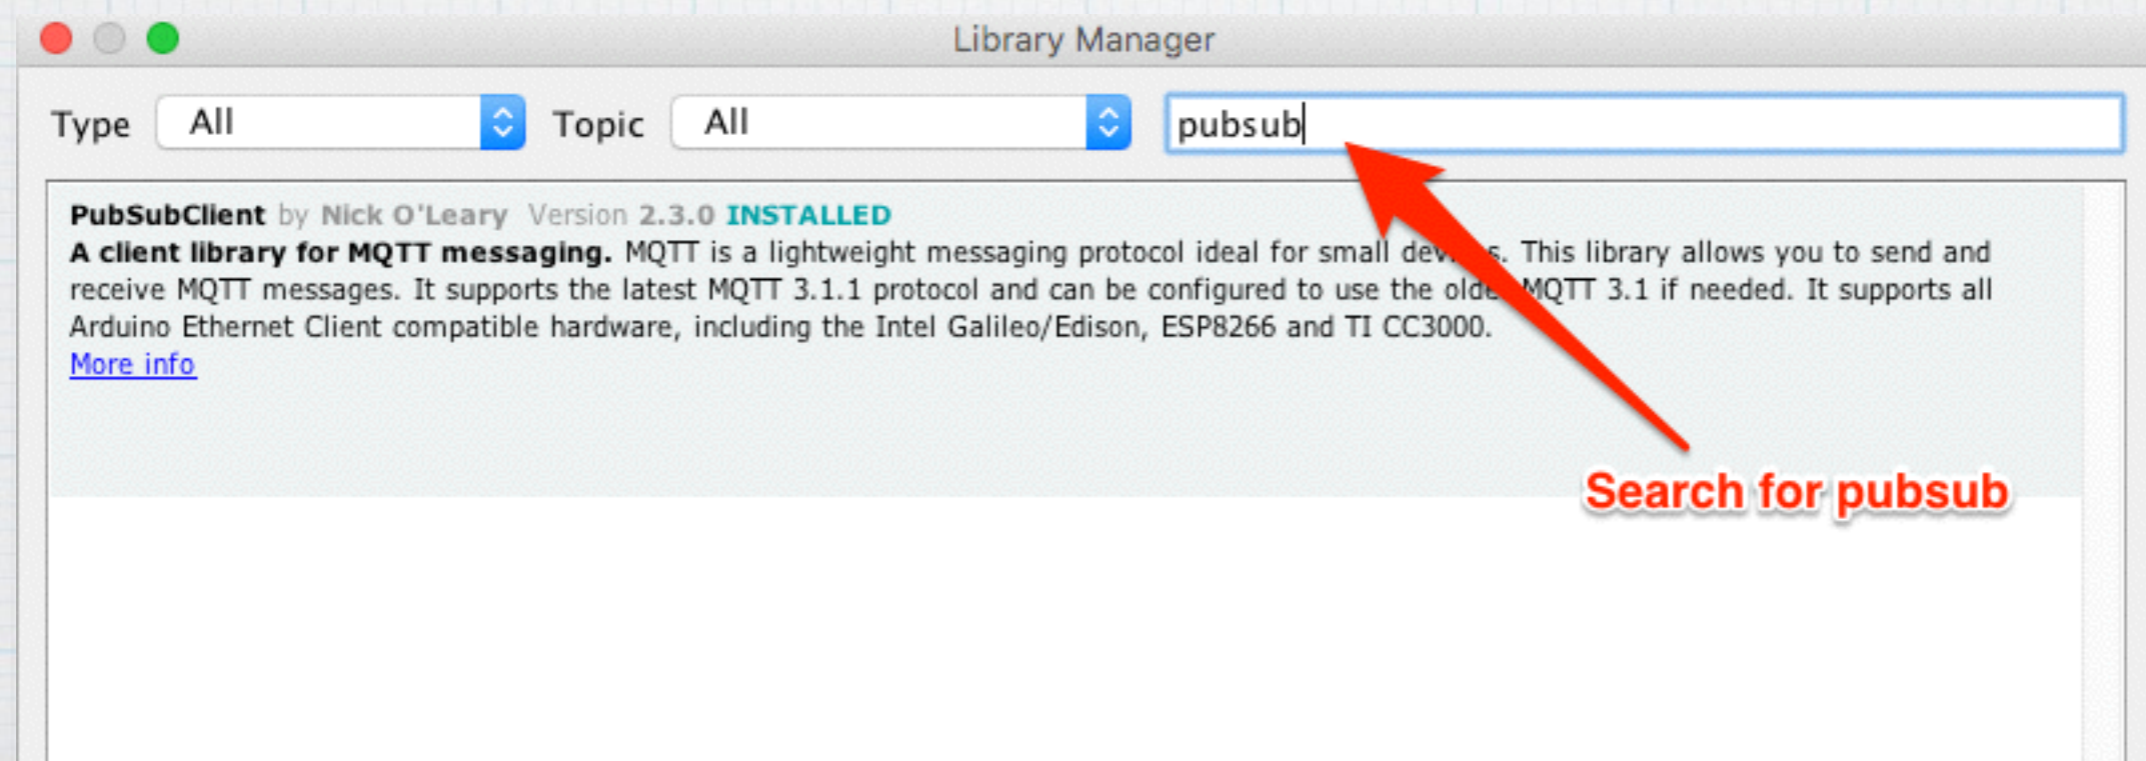 Library Manager
Type All Topic All pubsub
PubSubClient by Nick O'Leary Version 2.3.0 INSTALLED
A client library for MQTT messaging. MQTT is a lightweight messaging protocol ideal for small devices. This library allows you to send and
receive MQTT messages. It supports the latest MQTT 3.1.1 protocol and can be configured to use the older MQTT 3.1 if needed. It supports all
Arduino Ethernet Client compatible hardware, including the Intel Galileo/Edison, ESP8266 and TI CC3000.
More info
Search for pubsub